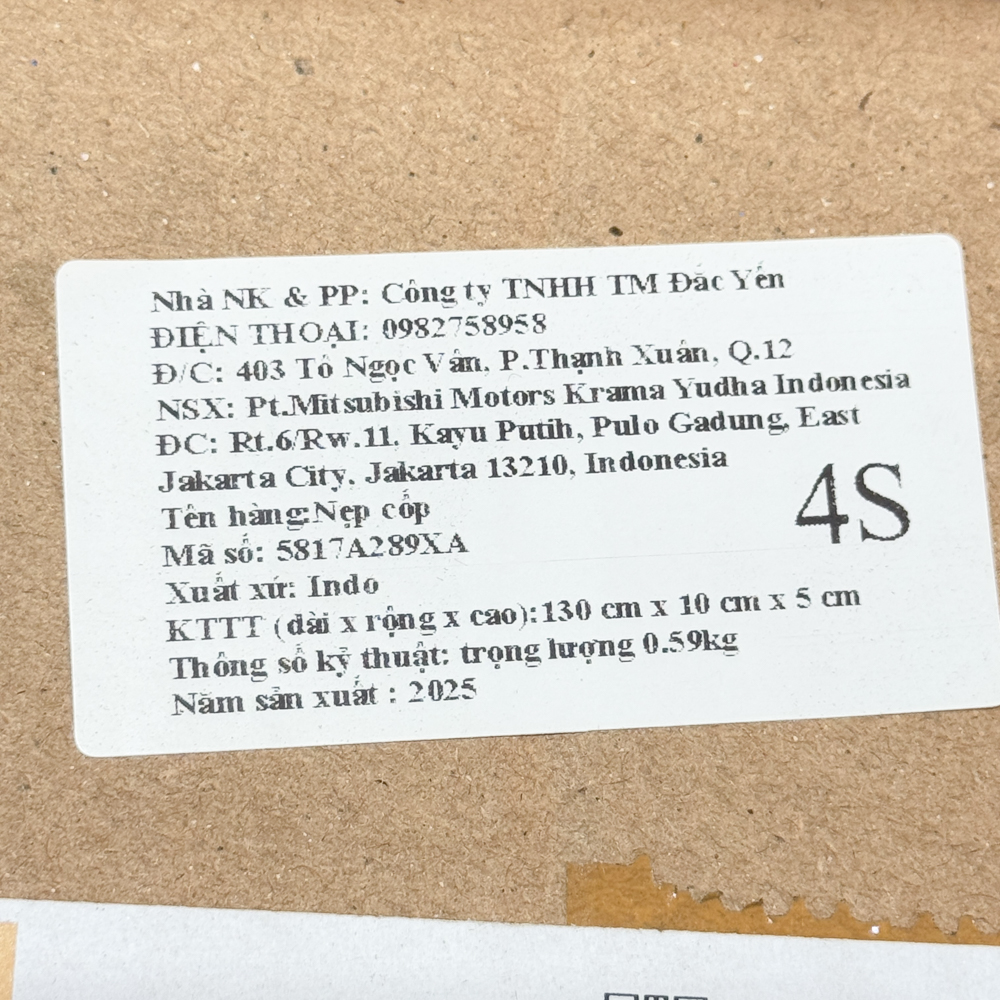 Nhà NK & PP: Công ty TNHH TM Đắc Yến
ĐIỆN THOẠI: 0982758958
Đ/C: 403 Tô Ngọc Vân, P.Thạnh Xuân, Q.12
NSX: Pt.Mitsubishi Motors Krama Yudha Indonesia
ĐC: Rt.6/Rw.11, Kayu Putih, Pulo Gadung, East
Jakarta City, Jakarta 13210, Indonesia
Tên hàng:Nẹp cốp
Mã số: 5817A289XA
4S
Xuất xứ: Indo
KTTT (dài x rộng x cao):130 cm x 10 cm x 5 cm
Thông số kỹ thuật: trọng lượng 0.59kg
Năm sản xuất : 2025